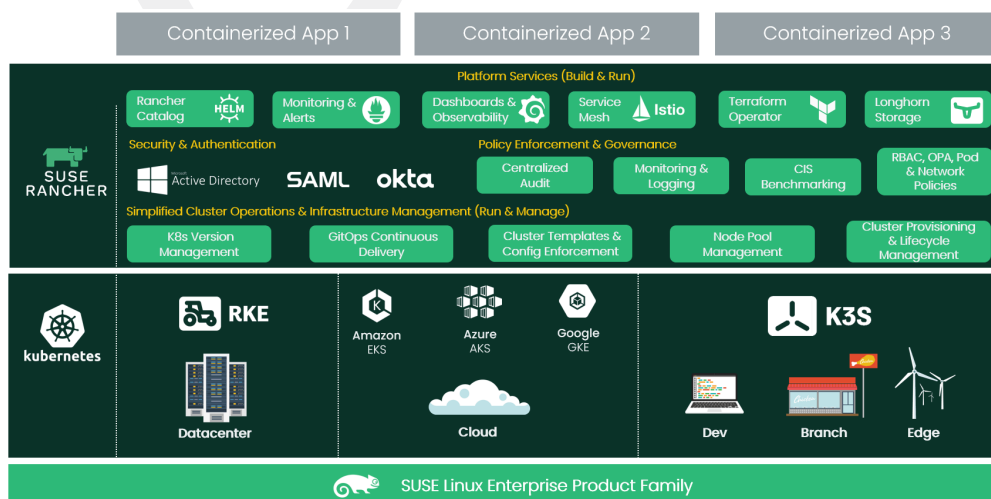 Containerized App 1
Containerized App 2
Containerized App 3
Platform Services (Build & Run)
Rancher
Catalog
HELM
Monitoring &
Alerts
Dashboards &
Observability
Service
Mesh
Istio
Terraform
Operator
Longhorn
Storage
SUSE
RANCHER
Security & Authentication
Microsoft
Active Directory
SAML
okta
Policy Enforcement & Governance
Centralized
Audit
Monitoring &
Logging
CIS
Benchmarking
RBAC, OPA, Pod
& Network
Policies
Simplified Cluster Operations & Infrastructure Management (Run & Manage)
K8s Version
Management
GitOps Continuous
Delivery
Cluster Templates &
Config Enforcement
Node Pool
Management
Cluster Provisioning
& Lifecycle
Management
kubernetes
RKE
Datacenter
K
Amazon
EKS
Azure
AKS
Google
GKE
Cloud
K3S
Dev
Branch
Edge
SUSE Linux Enterprise Product Family